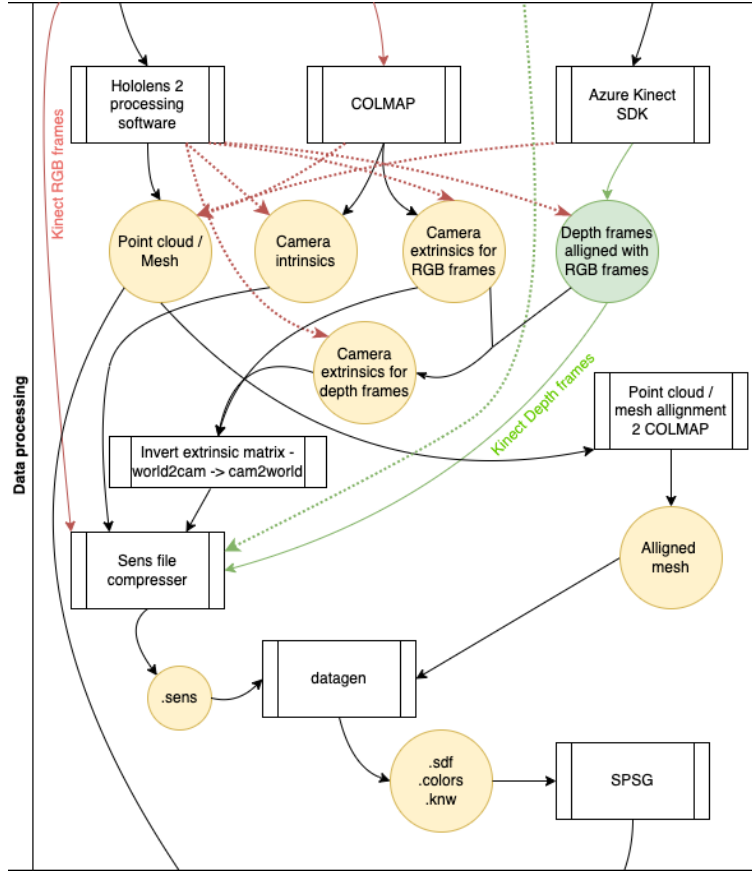 Hololens 2
processing
software
COLMAP
Azure Kinect
SDK
Kinect RGB frames
Point cloud /
Mesh
Camera
intrinsics
Camera
extrinsics for
RGB frames
Depth frames
alligned with
RGB frames
Camera
extrinsics for
depth frames
Kinect Depth frames
Point cloud /
mesh allignment
2 COLMAP
Data processing
Invert extrinsic matrix -
world2cam -> cam2world
Sens file
compresser
Alligned
mesh
.sens
datagen
.sdf
.colors
.knw
SPSG